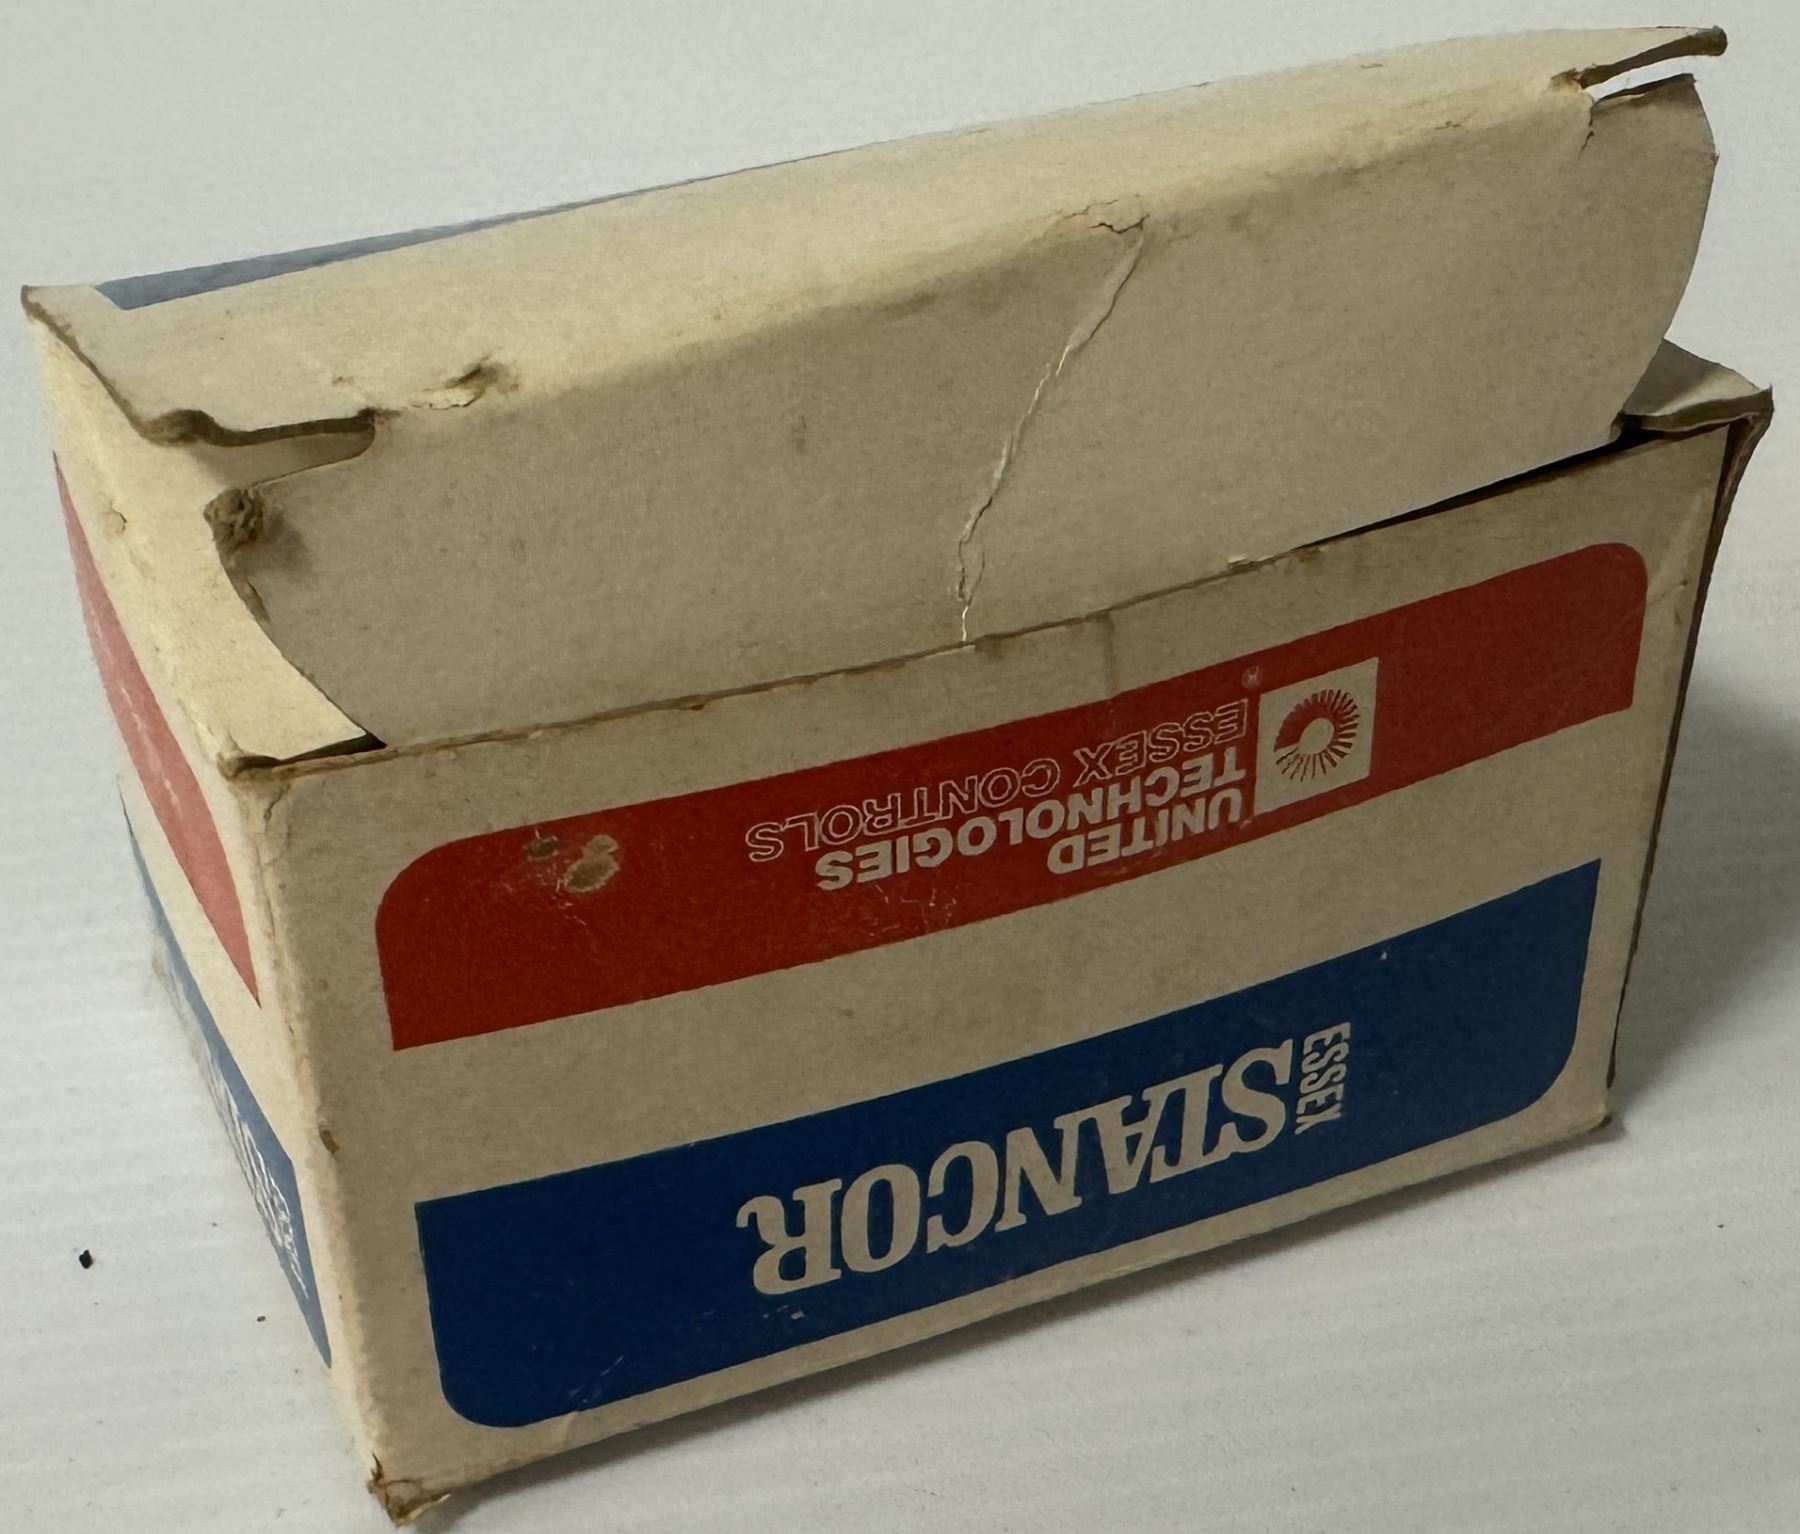 ESSEX
STANCOR
UNITED
TECHNOLOGIES
ESSEX CONTROLS ®